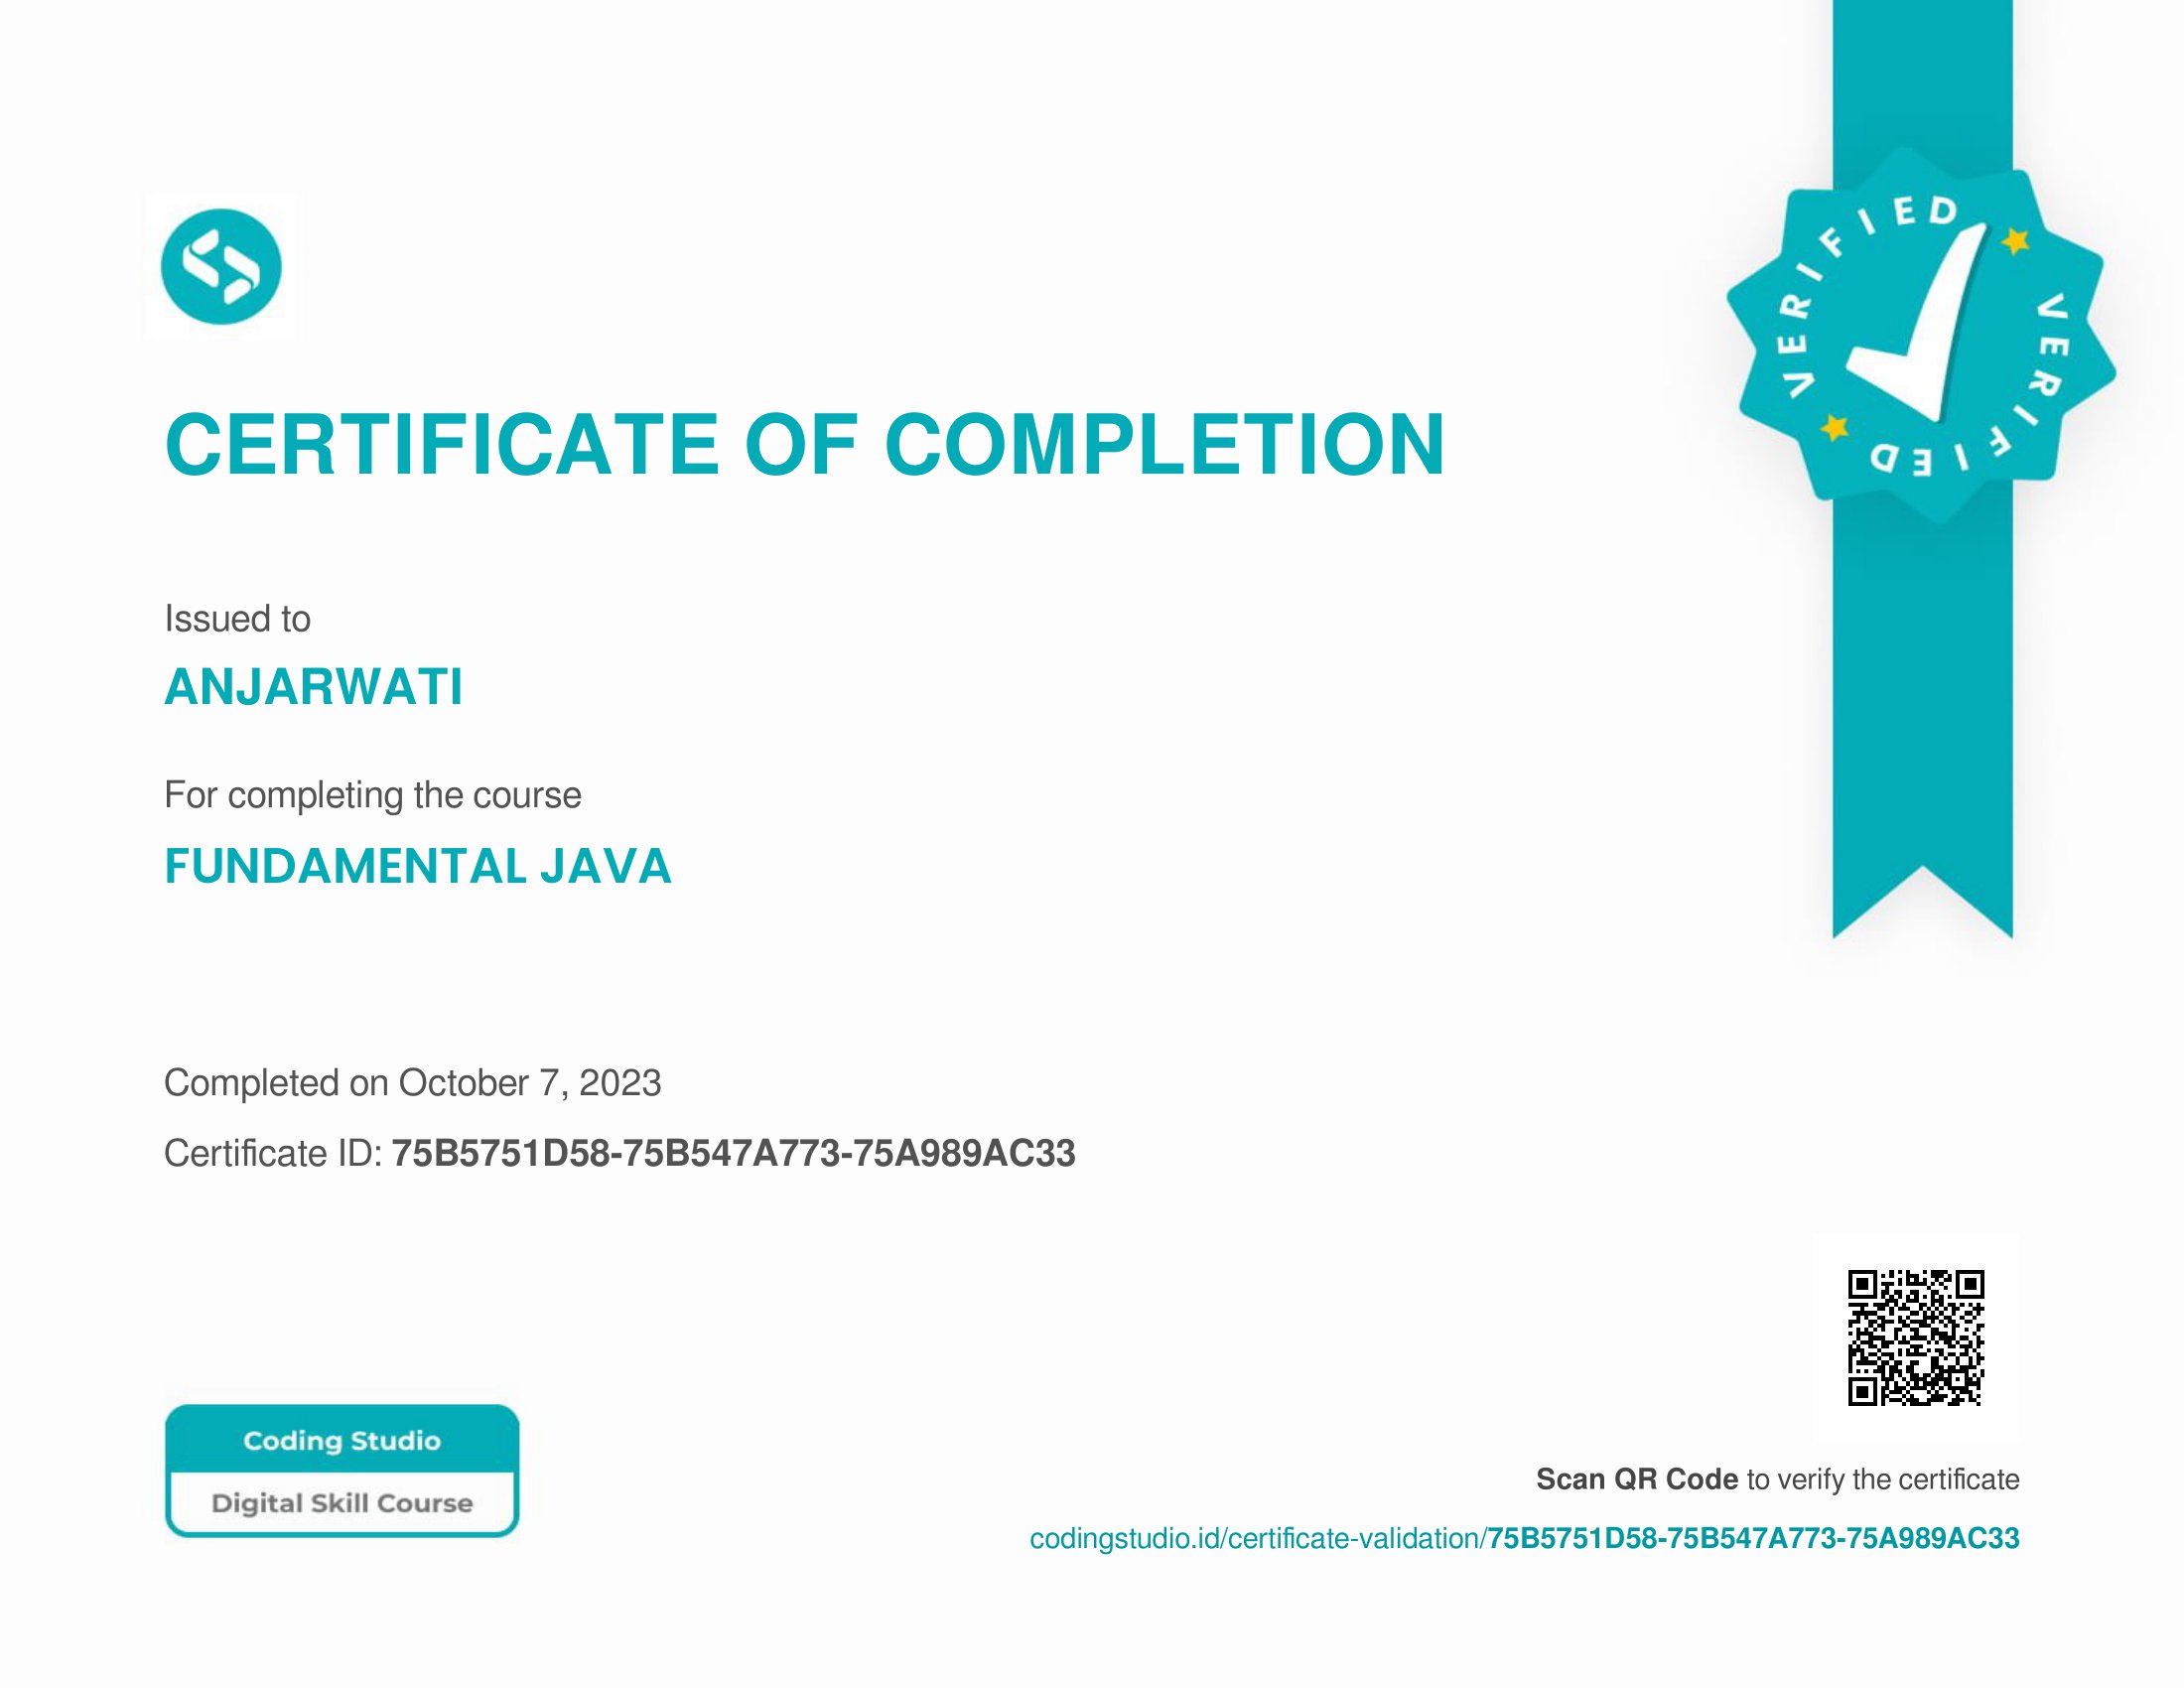 VERIFIED VERIFIED
CERTIFICATE OF COMPLETION
Issued to
ANJARWATI
For completing the course
FUNDAMENTAL JAVA
Completed on October 7, 2023
Certificate ID: 75B5751D58-75B547A773-75A989AC33
Coding Studio
Digital Skill Course
Scan QR Code to verify the certificate
codingstudio.id/certificate-validation/75B5751D58-75B547A773-75A989AC33